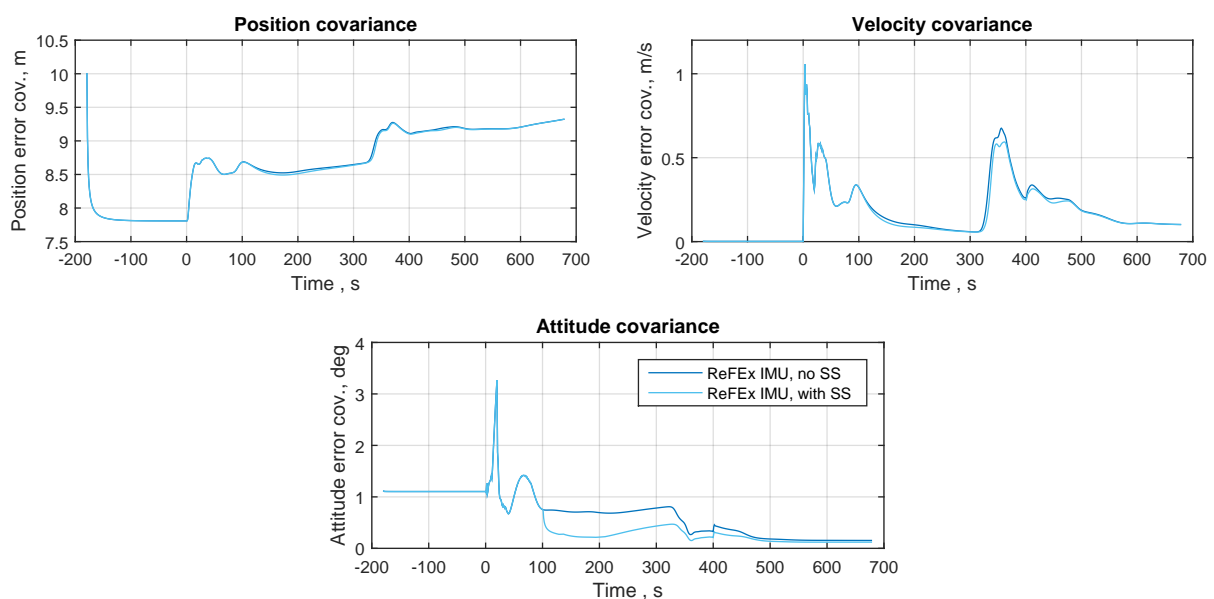 Position covariance
Position error cov., m
10.5
10
9.5
9
8.5
8
7.5
-200 -100 0 100 200 300 400 500 600 700
Time , s
Velocity covariance
Velocity error cov., m/s
1
0.5
0
-200 -100 0 100 200 300 400 500 600 700
Time , s
Attitude covariance
Attitude error cov., deg
4
3
2
1
0
ReFEx IMU, no SS
ReFEx IMU, with SS
-200 -100 0 100 200 300 400 500 600 700
Time , s